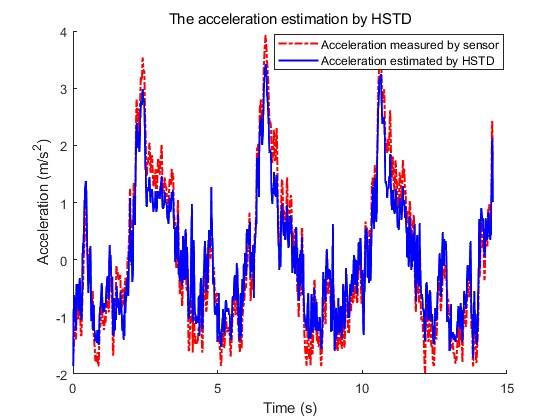 The acceleration estimation by HSTD
Acceleration measured by sensor
Acceleration estimated by HSTD
Acceleration (m/s²)
4
3
2
1
0
-1
-2
0
5
10
15
Time (s)